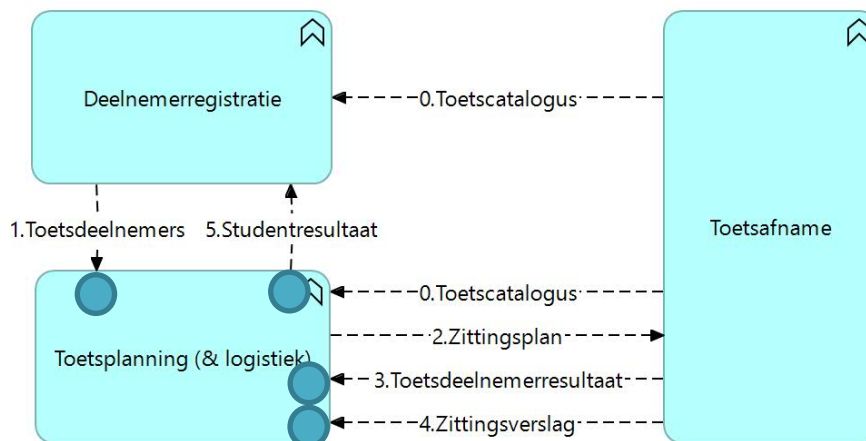 Deelnemerregistratie
0.Toetscatalogus
1.Toetsdeelnemers
5.Studentresultaat
Toetsafname
0.Toetscatalogus
2.Zittingsplan
Toetsplanning (& logistiek)
3.Toetsdeelnemerresultaat
4.Zittingsverslag